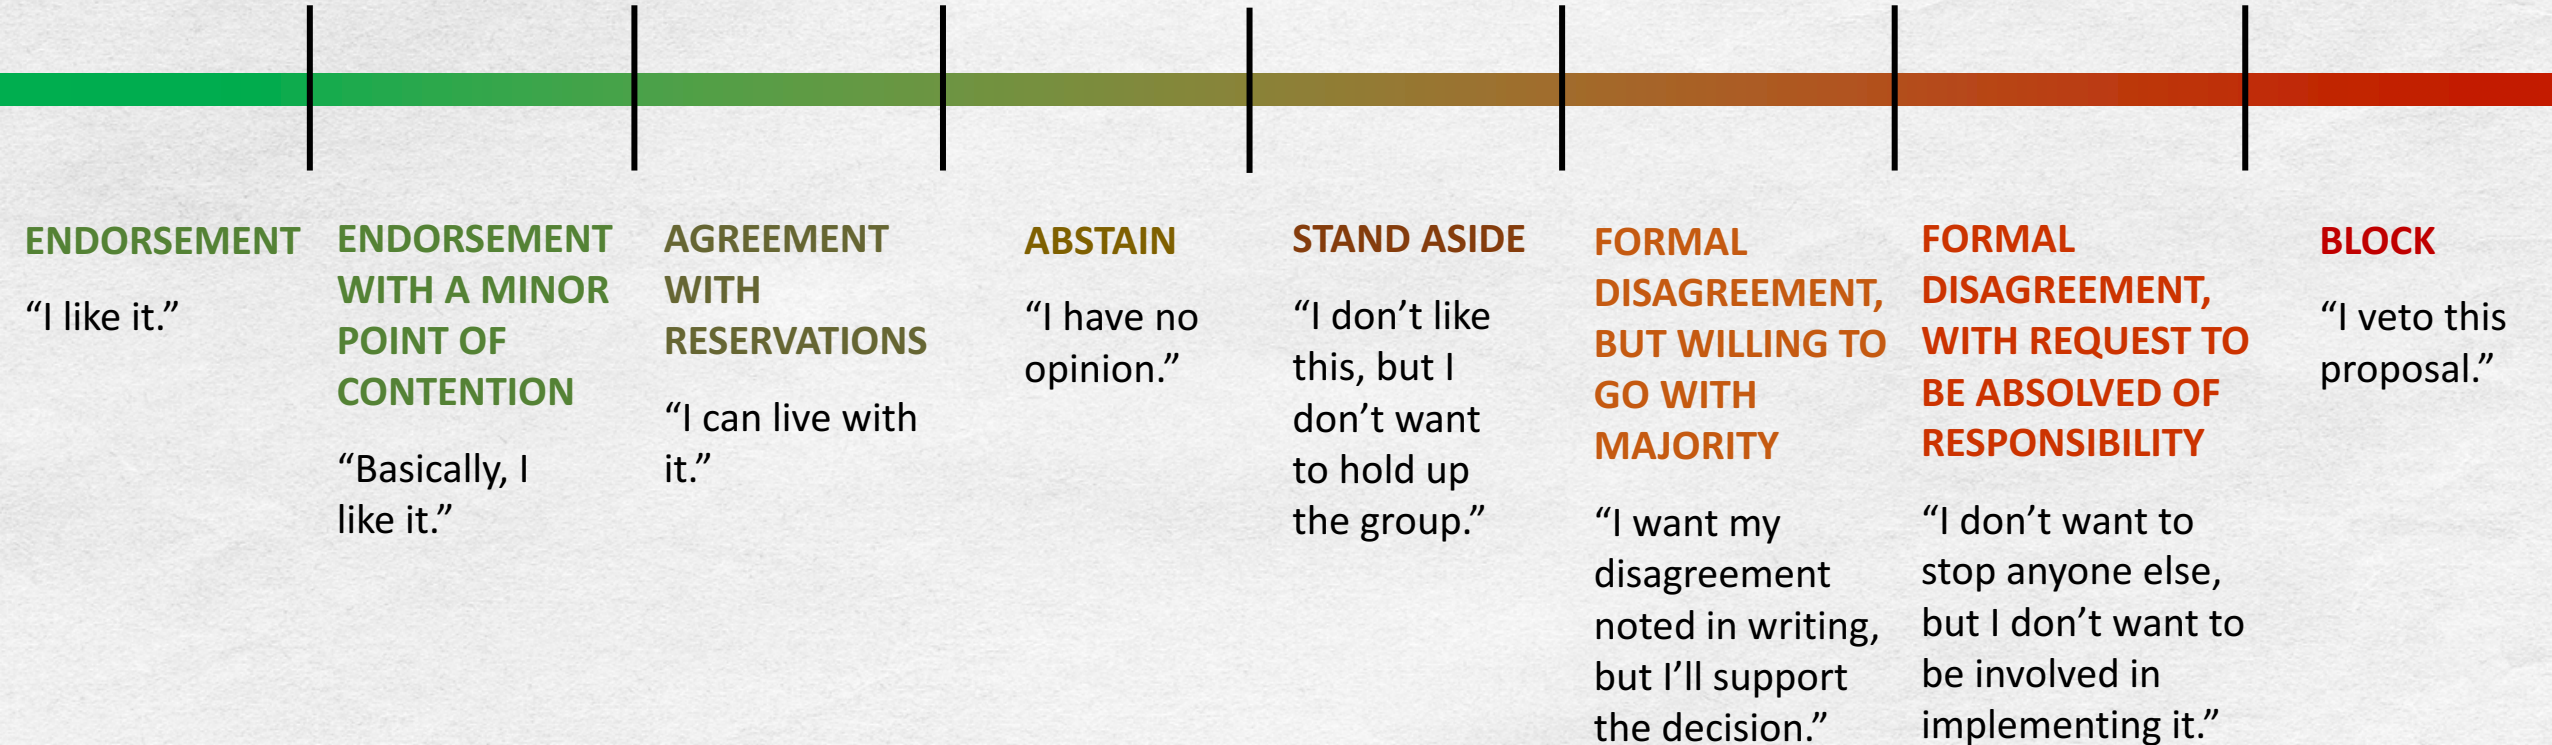 ENDORSEMENT
“I like it.”
ENDORSEMENT
WITH A MINOR
POINT OF
CONTENTION
“Basically, I
like it.”
AGREEMENT
WITH
RESERVATIONS
“I can live with
it.”
ABSTAIN
“I have no
opinion.”
STAND ASIDE
“I don’t like
this, but I
don’t want
to hold up
the group.”
FORMAL
DISAGREEMENT,
BUT WILLING TO
GO WITH
MAJORITY
“I want my
disagreement
noted in writing,
but I’ll support
the decision.”
FORMAL
DISAGREEMENT,
WITH REQUEST TO
BE ABSOLVED OF
RESPONSIBILITY
“I don’t want to
stop anyone else,
but I don’t want to
be involved in
implementing it.”
BLOCK
“I veto this
proposal.”